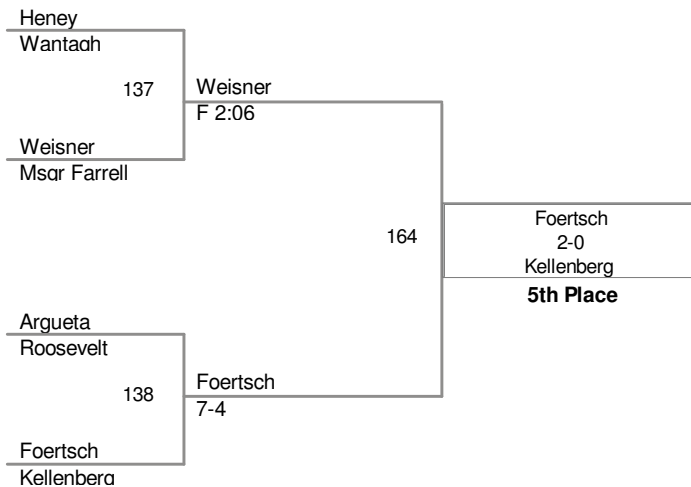 Heney
Wantagh
137
Weisner
F 2:06
Weisner
Msgr Farrell
164
Foertsch
2-0
Kellenberg
5th Place
Argueta
Roosevelt
138
Foertsch
7-4
Foertsch
Kellenberg